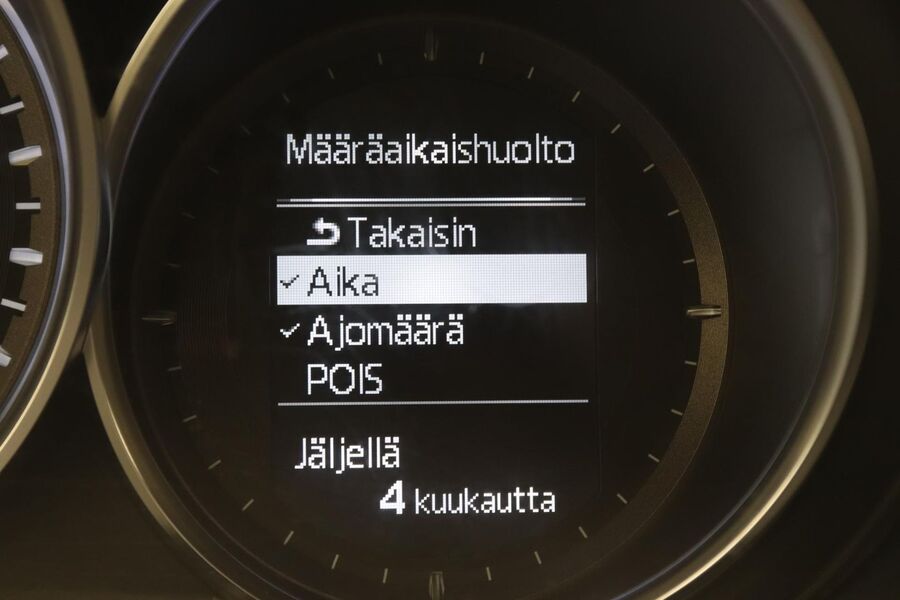 Määräaikaishuolto
Takaisin
Aika
Ajomäärä
POIS
Jäljellä
4 kuukautta